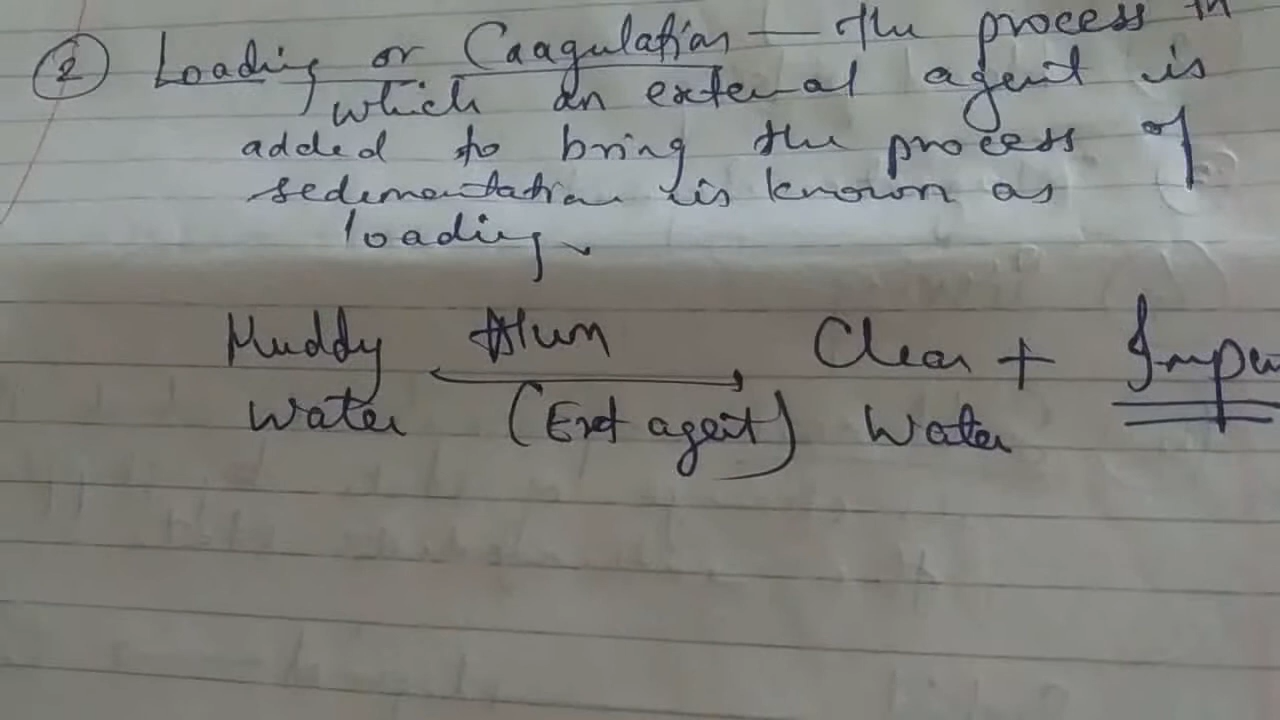 2 Loading or Coagulation — the process in
which an external agent is
added to bring the process of
sedimentation is known as
loading.
Muddy Alum Clear + Impu
Water (Ext agent) Water